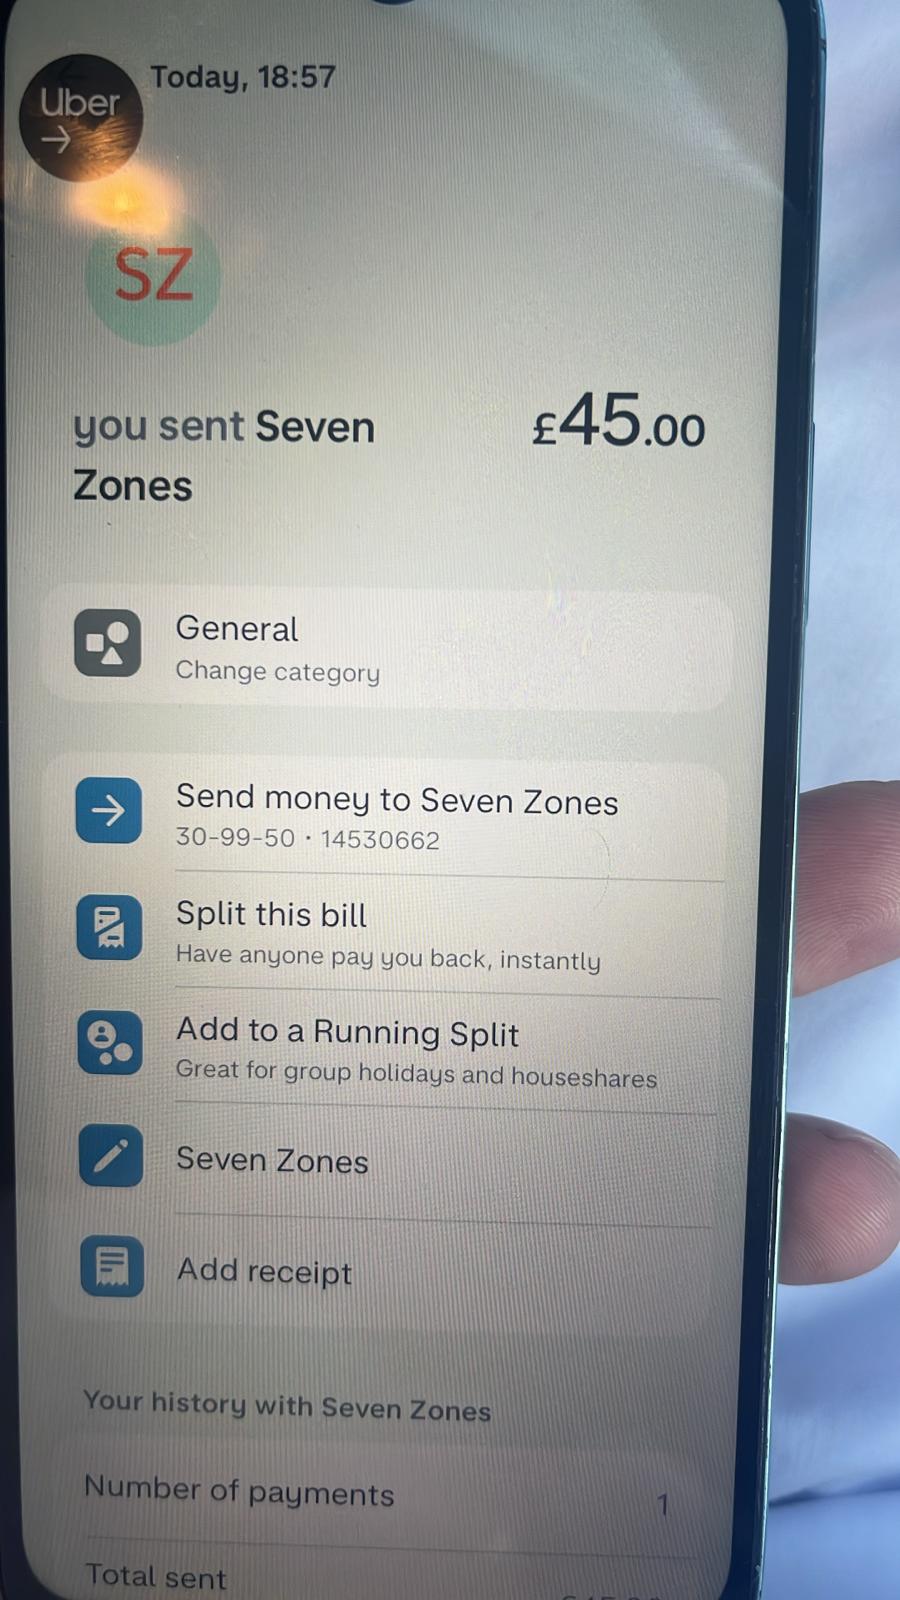 Today, 18:57
Uber
SZ
you sent Seven
Zones
£45.00
General
Change category
Send money to Seven Zones
30-99-50 · 14530662
Split this bill
Have anyone pay you back, instantly
Add to a Running Split
Great for group holidays and houseshares
Seven Zones
Add receipt
Your history with Seven Zones
Number of payments
1
Total sent